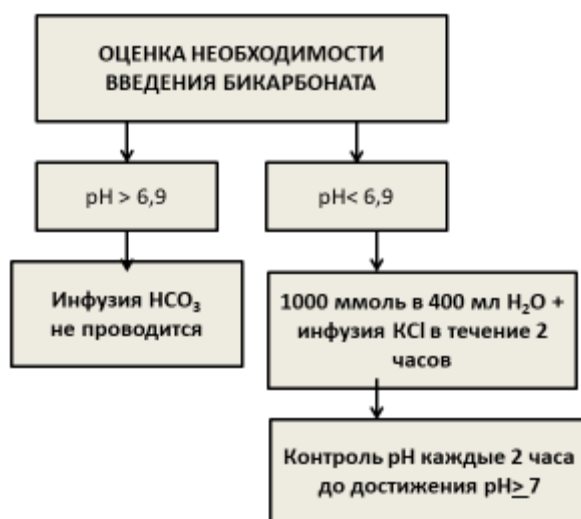 ОЦЕНКА НЕОБХОДИМОСТИ
ВВЕДЕНИЯ БИКАРБОНАТА
pH > 6,9
pH< 6,9
Инфузия HCO₃
не проводится
1000 ммоль в 400 мл H₂O +
инфузия KCl в течение 2
часов
Контроль pH каждые 2 часа
до достижения pH≥7